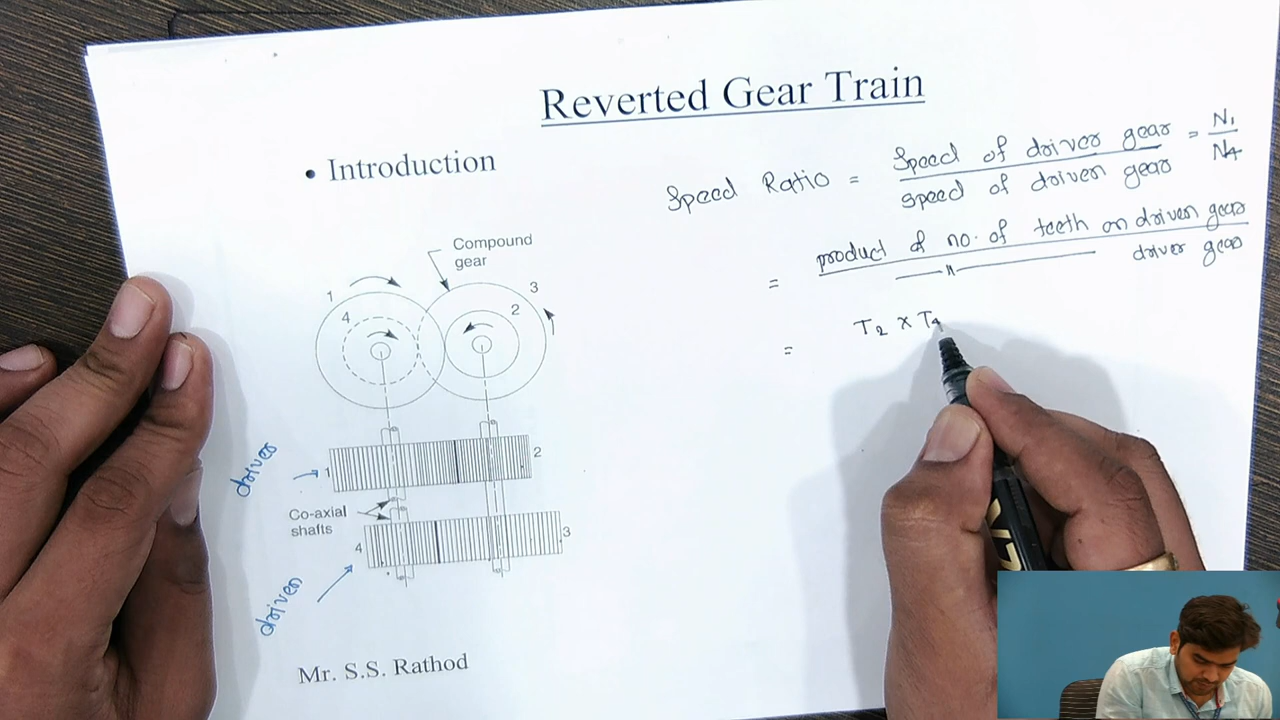 Reverted Gear Train
• Introduction
Speed Ratio = Speed of driver gear / Speed of driven gear = N₁ / N₄
= product of no. of teeth on driven gear / —— 〃 —— driver gear
= T₂ × T₄
Compound
gear
1
4
3
2
driver
1
2
Co-axial
shafts
4
3
driven
Mr. S.S. Rathod